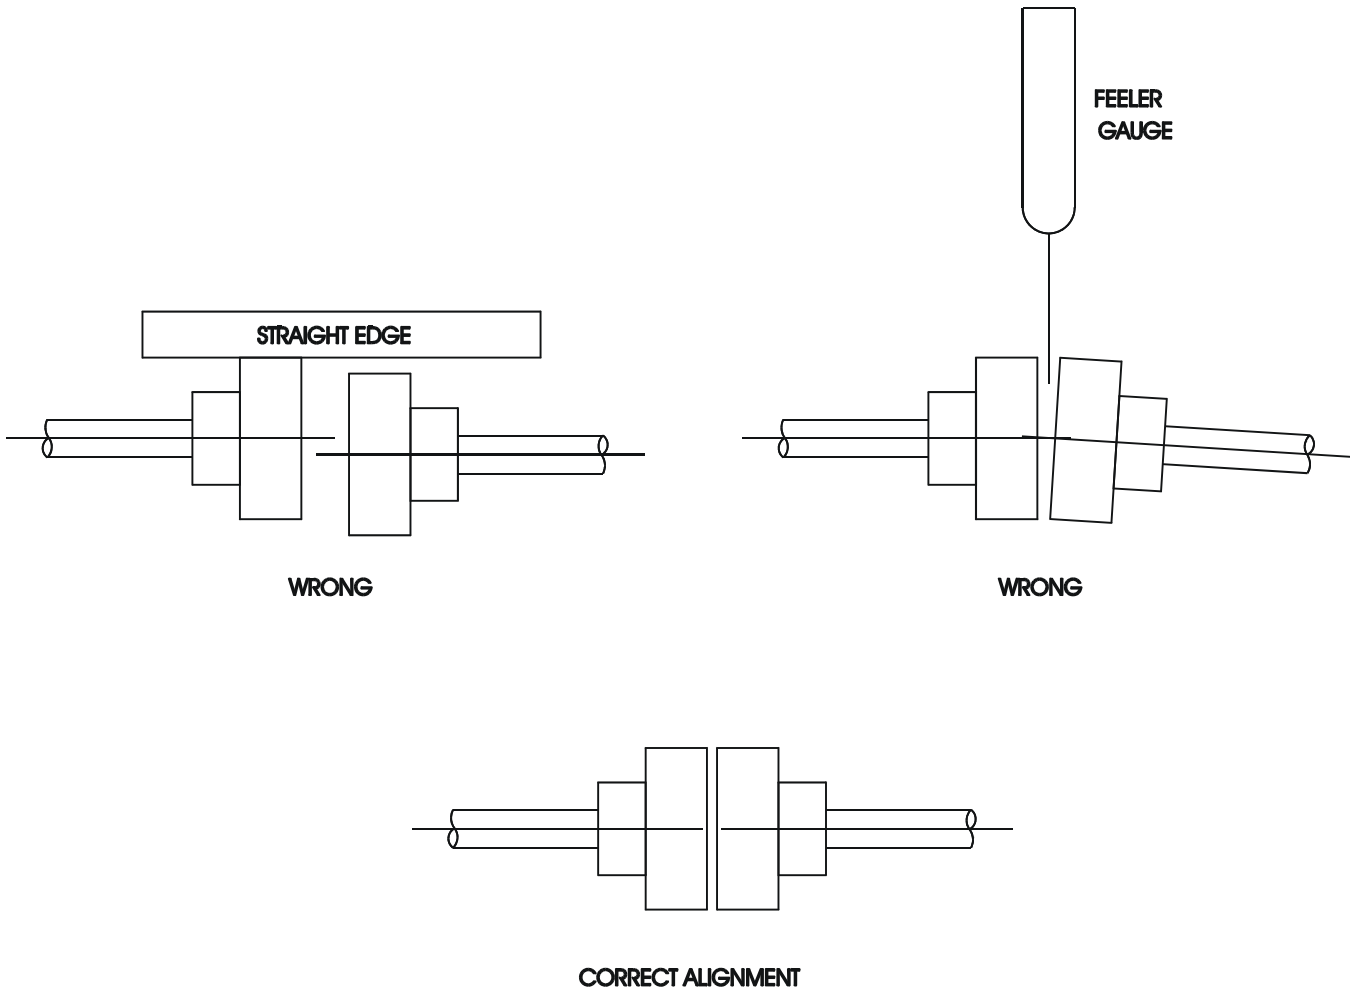 FEELER
GAUGE
STRAIGHT EDGE
WRONG
WRONG
CORRECT ALIGNMENT